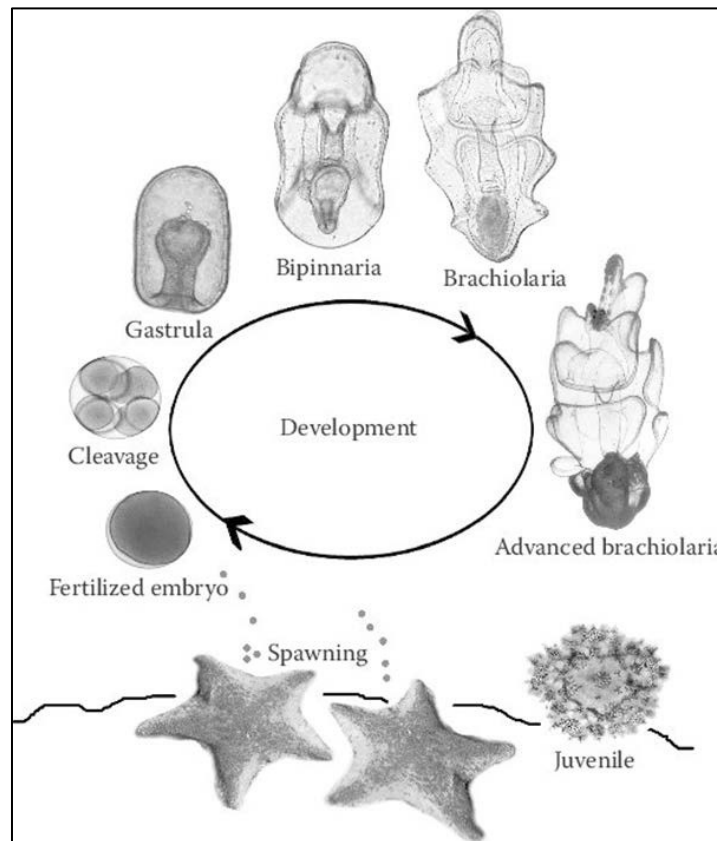 Bipinnaria
Brachiolaria
Gastrula
Development
Cleavage
Advanced brachiolaria
Fertilized embryo
Spawning
Juvenile